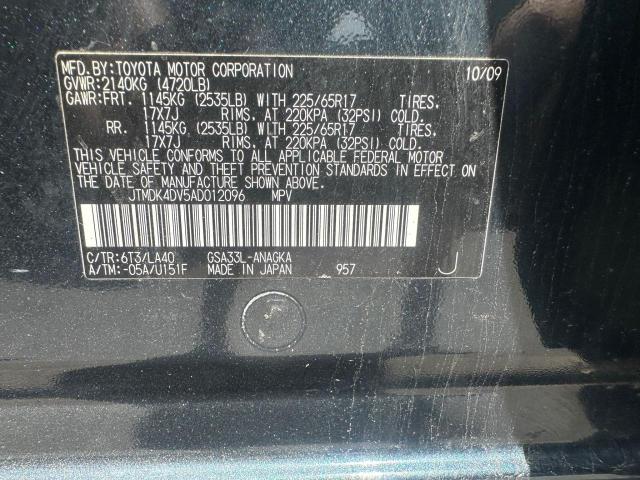 MFD.BY:TOYOTA MOTOR CORPORATION 10/09
GVWR:2140KG (4720LB)
GAWR:FRT. 1145KG (2535LB) WITH 225/65R17 TIRES,
17X7J RIMS, AT 220KPA (32PSI) COLD.
RR. 1145KG (2535LB) WITH 225/65R17 TIRES,
17X7J RIMS, AT 220KPA (32PSI) COLD.
THIS VEHICLE CONFORMS TO ALL APPLICABLE FEDERAL MOTOR
VEHICLE SAFETY AND THEFT PREVENTION STANDARDS IN
EFFECT ON THE DATE OF MANUFACTURE SHOWN ABOVE.
JTMDK4DV5AD012096 MPV
C/TR:6T3/LA40 GSA33L-ANAGKA
A/TM:-05A/U151F MADE IN JAPAN 957 J